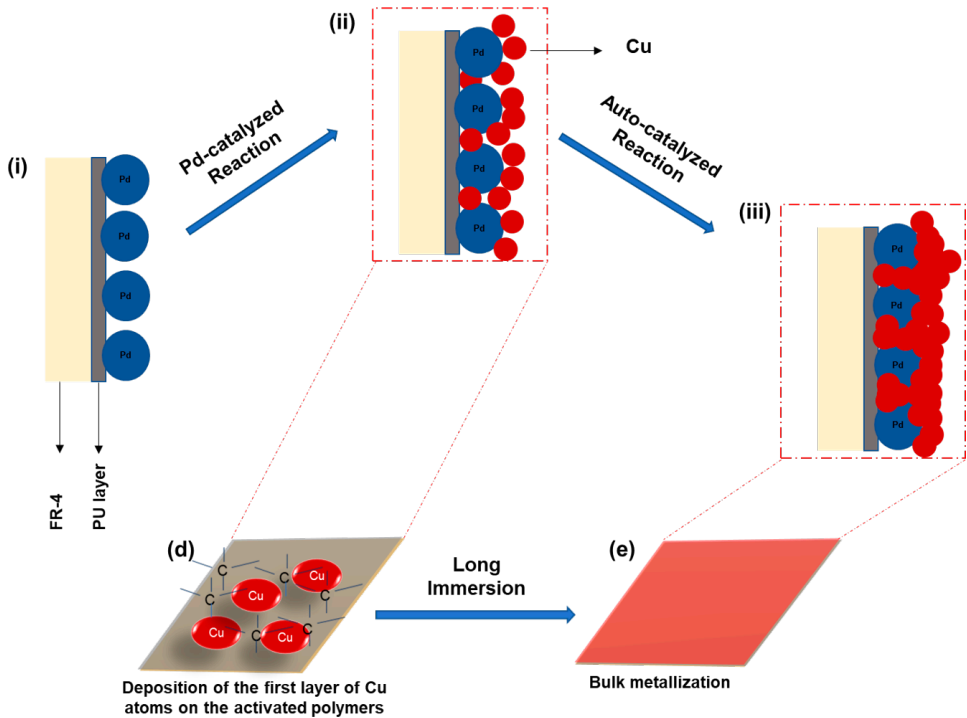 (i)
Pd
Pd
Pd
Pd
FR-4
PU layer
Pd-catalyzed
Reaction
(ii)
Pd
Pd
Pd
Pd
Cu
Auto-catalyzed
Reaction
(iii)
Pd
Pd
Pd
Pd
(d)
C
C
C
C
C
C
Cu
Cu
Cu
Cu
Deposition of the first layer of Cu
atoms on the activated polymers
Long
Immersion
(e)
Bulk metallization